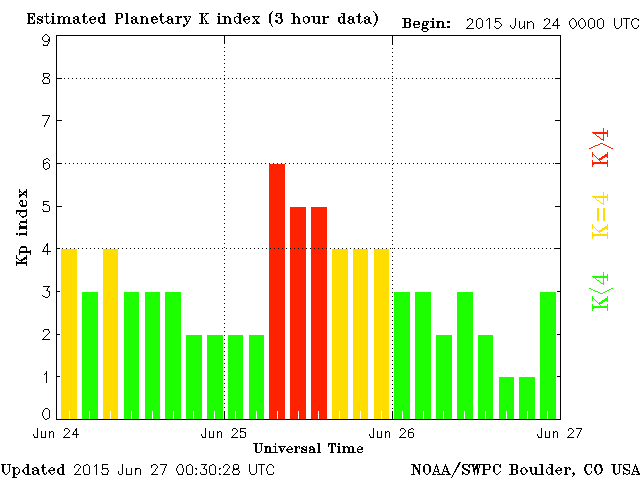 Estimated Planetary K index (3 hour data) Begin: 2015 Jun 24 0000 UTC
9
8
7
6
5
4
3
2
1
0
Kp index
K>4
K=4
K<4
Jun 24 Jun 25 Jun 26 Jun 27
Universal Time
Updated 2015 Jun 27 00:30:28 UTC NOAA/SWPC Boulder, CO USA